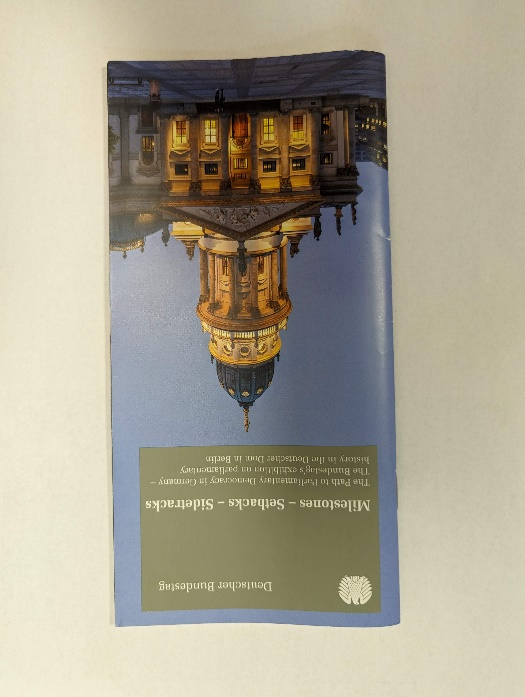 Deutscher Bundestag
Milestones – Setbacks – Sidetracks
The Path to Parliamentary Democracy in Germany –
The Bundestag's exhibition on parliamentary
history in the Deutscher Dom in Berlin